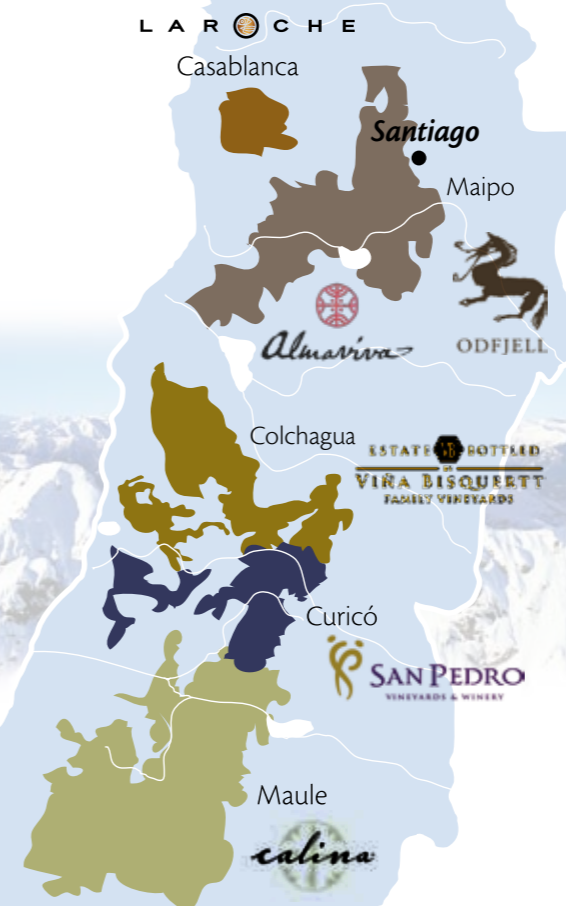 LAROCHE
Casablanca
Santiago
Maipo
Almaviva
ODFJELL
Colchagua
ESTATE VB BOTTLED
VIÑA BISQUERTT
FAMILY VINEYARDS
Curicó
SAN PEDRO
VINEYARDS & WINERY
Maule
calina